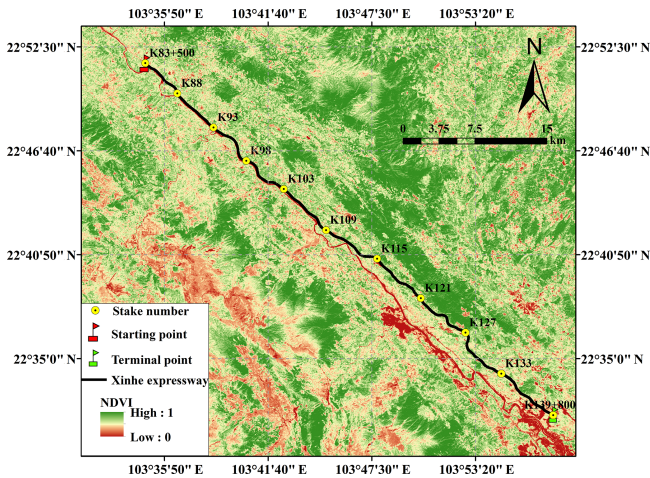 103°35'50" E 103°41'40" E 103°47'30" E 103°53'20" E
22°52'30" N 22°52'30" N
K83+500
N
K88
0 3.75 7.5 15
km
K93
22°46'40" N 22°46'40" N
K98
K103
K109
22°40'50" N 22°40'50" N
K115
K121
Stake number
K127
Starting point
22°35'0" N 22°35'0" N
Terminal point
K133
Xinhe expressway
NDVI
K139+800
High : 1
Low : 0
103°35'50" E 103°41'40" E 103°47'30" E 103°53'20" E